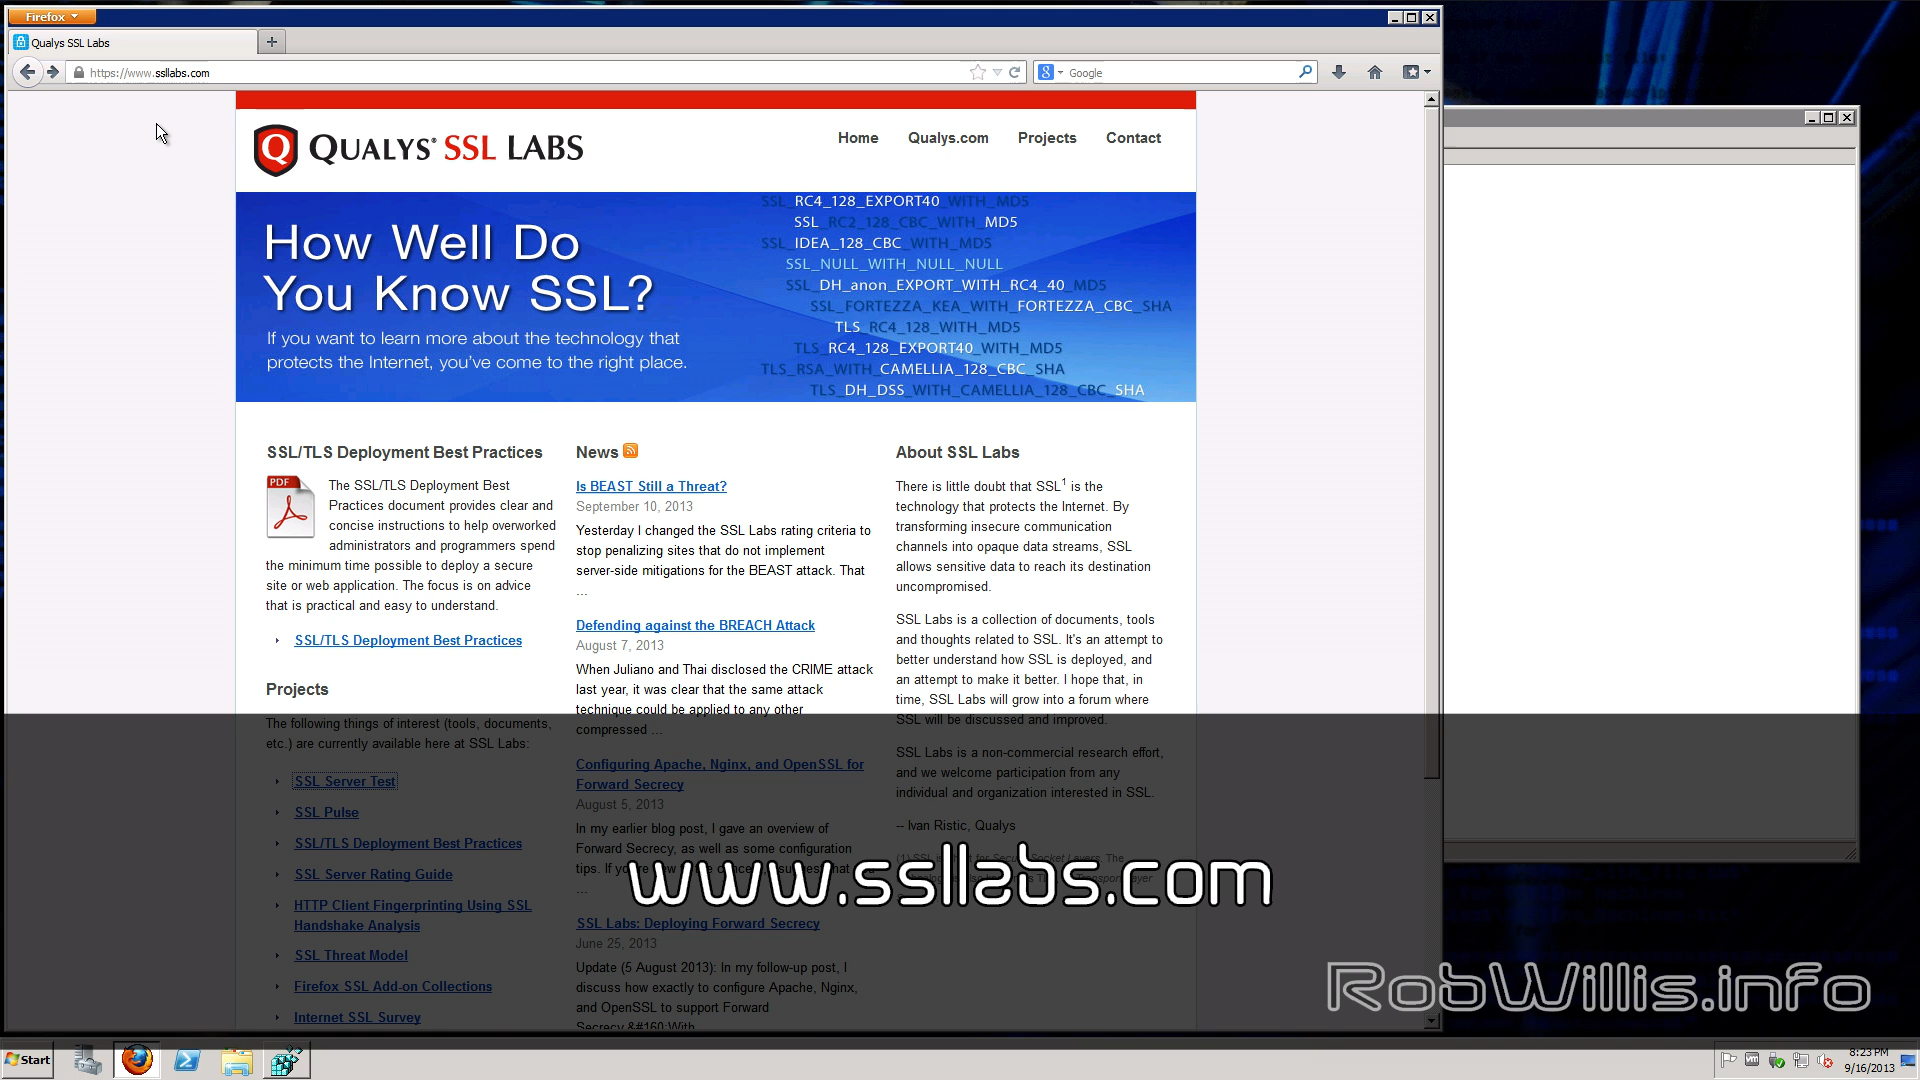 Firefox
Qualys SSL Labs
https://www.ssllabs.com
Google
QUALYS® SSL LABS
Home Qualys.com Projects Contact
How Well Do
You Know SSL?
If you want to learn more about the technology that
protects the Internet, you've come to the right place.
SSL_RC4_128_EXPORT40_WITH_MD5
SSL_RC2_128_CBC_WITH_MD5
SSL_IDEA_128_CBC_WITH_MD5
SSL_NULL_WITH_NULL_NULL
SSL_DH_anon_EXPORT_WITH_RC4_40_MD5
SSL_FORTEZZA_KEA_WITH_FORTEZZA_CBC_SHA
TLS_RC4_128_WITH_MD5
TLS_RC4_128_EXPORT40_WITH_MD5
TLS_RSA_WITH_CAMELLIA_128_CBC_SHA
TLS_DH_DSS_WITH_CAMELLIA_128_CBC_SHA
SSL/TLS Deployment Best Practices
PDF
The SSL/TLS Deployment Best
Practices document provides clear and
concise instructions to help overworked
administrators and programmers spend
the minimum time possible to deploy a secure
site or web application. The focus is on advice
that is practical and easy to understand.
SSL/TLS Deployment Best Practices
Projects
The following things of interest (tools, documents,
etc.) are currently available here at SSL Labs:
SSL Server Test
SSL Pulse
SSL/TLS Deployment Best Practices
SSL Server Rating Guide
HTTP Client Fingerprinting Using SSL
Handshake Analysis
SSL Threat Model
Firefox SSL Add-on Collections
Internet SSL Survey
News
Is BEAST Still a Threat?
September 10, 2013
Yesterday I changed the SSL Labs rating criteria to
stop penalizing sites that do not implement
server-side mitigations for the BEAST attack. That
...
Defending against the BREACH Attack
August 7, 2013
When Juliano and Thai disclosed the CRIME attack
last year, it was clear that the same attack
technique could be applied to any other
compressed ...
Configuring Apache, Nginx, and OpenSSL for
Forward Secrecy
August 5, 2013
In my earlier blog post, I gave an overview of
Forward Secrecy, as well as some configuration
tips. If you're new to the concept, I suggest that
...
SSL Labs: Deploying Forward Secrecy
June 25, 2013
Update (5 August 2013): In my follow-up post, I
discuss how exactly to configure Apache, Nginx,
and OpenSSL to support Forward
Secrecy.&#160;With
About SSL Labs
There is little doubt that SSL1 is the
technology that protects the Internet. By
transforming insecure communication
channels into opaque data streams, SSL
allows sensitive data to reach its destination
uncompromised.
SSL Labs is a collection of documents, tools
and thoughts related to SSL. It's an attempt to
better understand how SSL is deployed, and
an attempt to make it better. I hope that, in
time, SSL Labs will grow into a forum where
SSL will be discussed and improved.
SSL Labs is a non-commercial research effort,
and we welcome participation from any
individual and organization interested in SSL.
-- Ivan Ristic, Qualys
www.ssllabs.com
RobWillis.info
Start
8:23 PM
9/16/2013